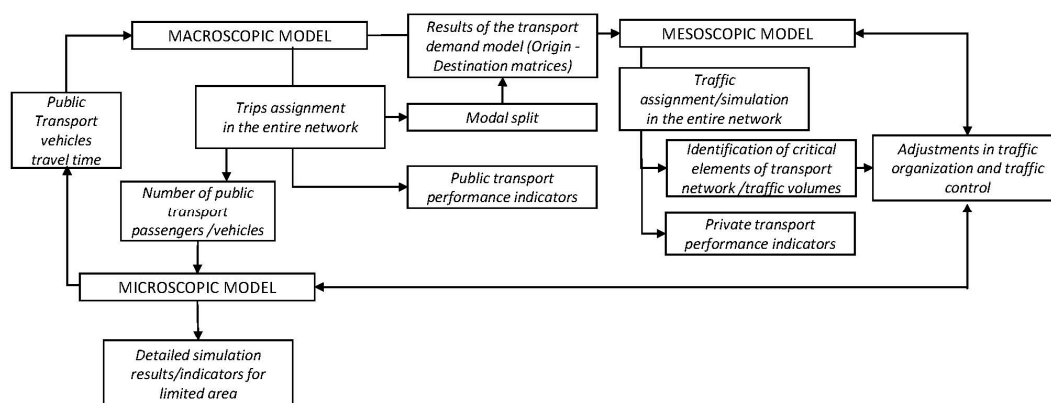 MACROSCOPIC MODEL
Results of the transport
demand model (Origin -
Destination matrices)
MESOSCOPIC MODEL
Public
Transport
vehicles
travel time
Trips assignment
in the entire network
Modal split
Traffic
assignment/simulation
in the entire network
Number of public
transport
passengers /vehicles
Public transport
performance indicators
Identification of critical
elements of transport
network /traffic volumes
Adjustments in traffic
organization and traffic
control
Private transport
performance indicators
MICROSCOPIC MODEL
Detailed simulation
results/indicators for
limited area